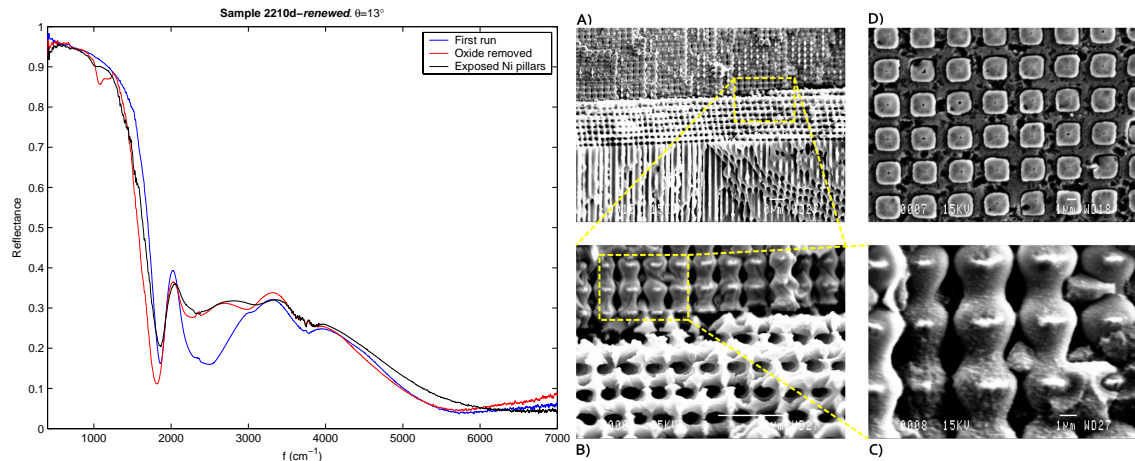 Sample 2210d–renewed. θ=13°
First run
Oxide removed
Exposed Ni pillars
1
0.9
0.8
0.7
0.6
0.5
0.4
0.3
0.2
0.1
0
Reflectance
1000
2000
3000
4000
5000
6000
7000
f (cm⁻¹)
A)
D)
0007 15KV
1μm WD18
B)
WD27
C)
0008 15KV
1μm WD27